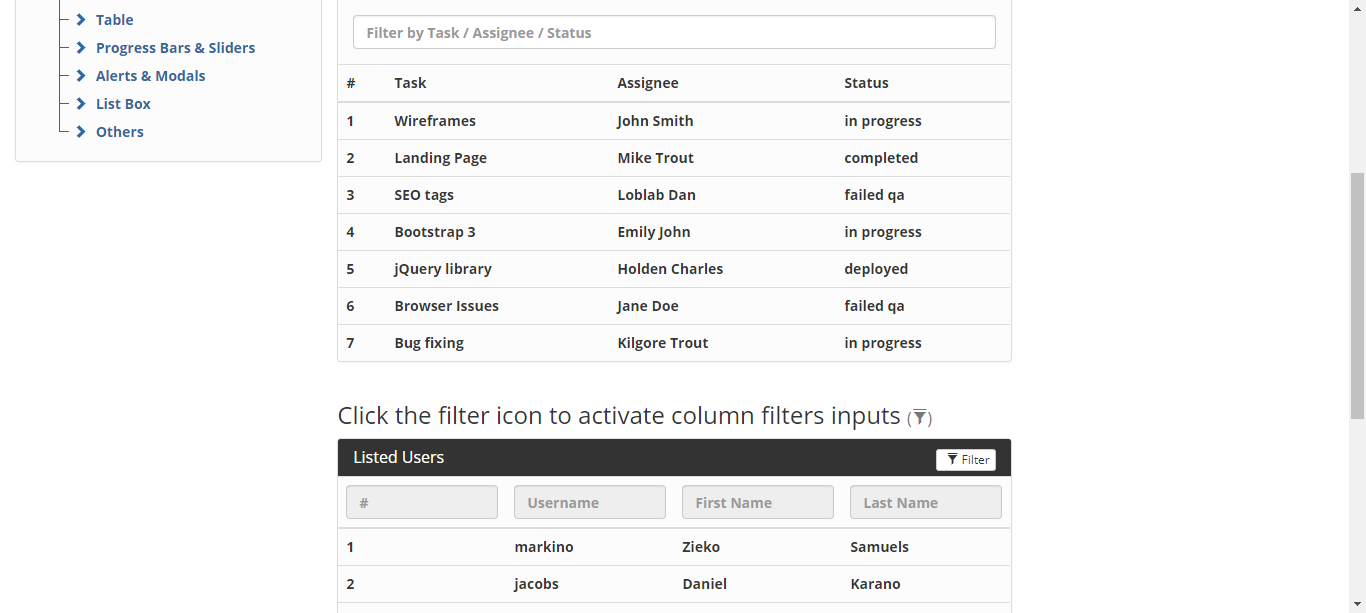 Table
Progress Bars & Sliders
Alerts & Modals
List Box
Others
Filter by Task / Assignee / Status
# Task Assignee Status
1 Wireframes John Smith in progress
2 Landing Page Mike Trout completed
3 SEO tags Loblab Dan failed qa
4 Bootstrap 3 Emily John in progress
5 jQuery library Holden Charles deployed
6 Browser Issues Jane Doe failed qa
7 Bug fixing Kilgore Trout in progress
Click the filter icon to activate column filters inputs ()
Listed Users Filter
# Username First Name Last Name
1 markino Zieko Samuels
2 jacobs Daniel Karano